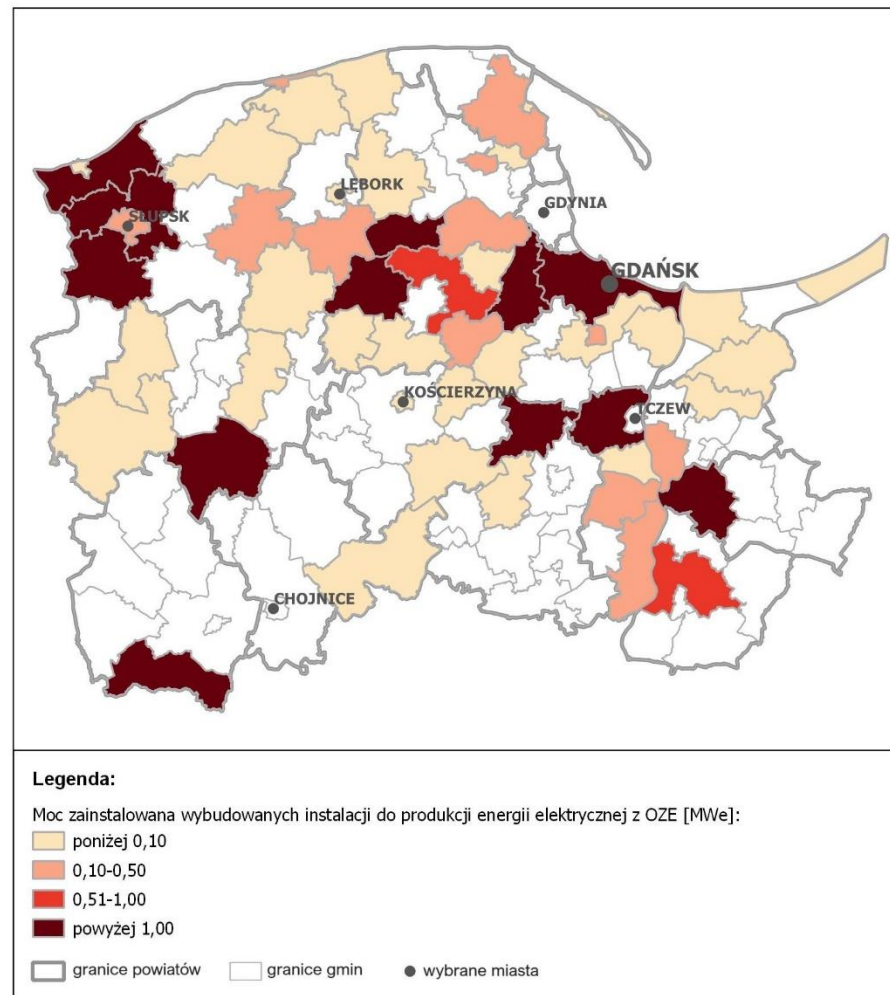 LĘBORK
GDYNIA
SŁUPSK
GDAŃSK
KOŚCIERZYNA
TCZEW
CHOJNICE
Legenda:
Moc zainstalowana wybudowanych instalacji do produkcji energii elektrycznej z OZE [MWe]:
poniżej 0,10
0,10-0,50
0,51-1,00
powyżej 1,00
granice powiatów granice gmin wybrane miasta